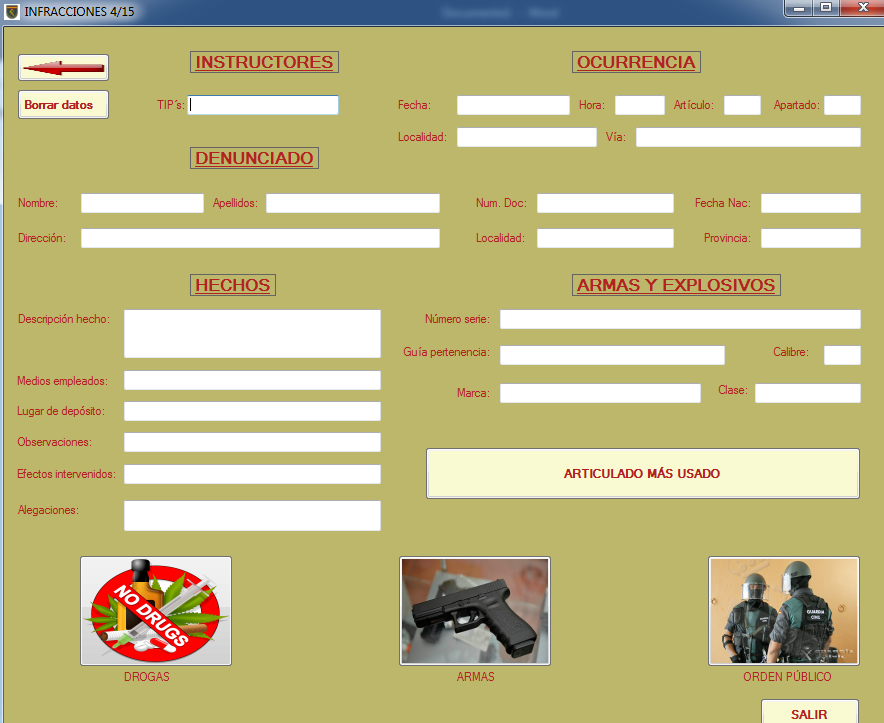 INFRACCIONES 4/15
INSTRUCTORES
OCURRENCIA
Borrar datos
TIP´s:
Fecha:
Hora:
Artículo:
Apartado:
Localidad:
Vía:
DENUNCIADO
Nombre:
Apellidos:
Num. Doc:
Fecha Nac:
Dirección:
Localidad:
Provincia:
HECHOS
ARMAS Y EXPLOSIVOS
Descripción hecho:
Número serie:
Guía pertenencia:
Calibre:
Medios empleados:
Marca:
Clase:
Lugar de depósito:
Observaciones:
Efectos intervenidos:
ARTICULADO MÁS USADO
Alegaciones:
NO DRUGS
GUARDIA
CIVIL
DROGAS
ARMAS
ORDEN PÚBLICO
SALIR